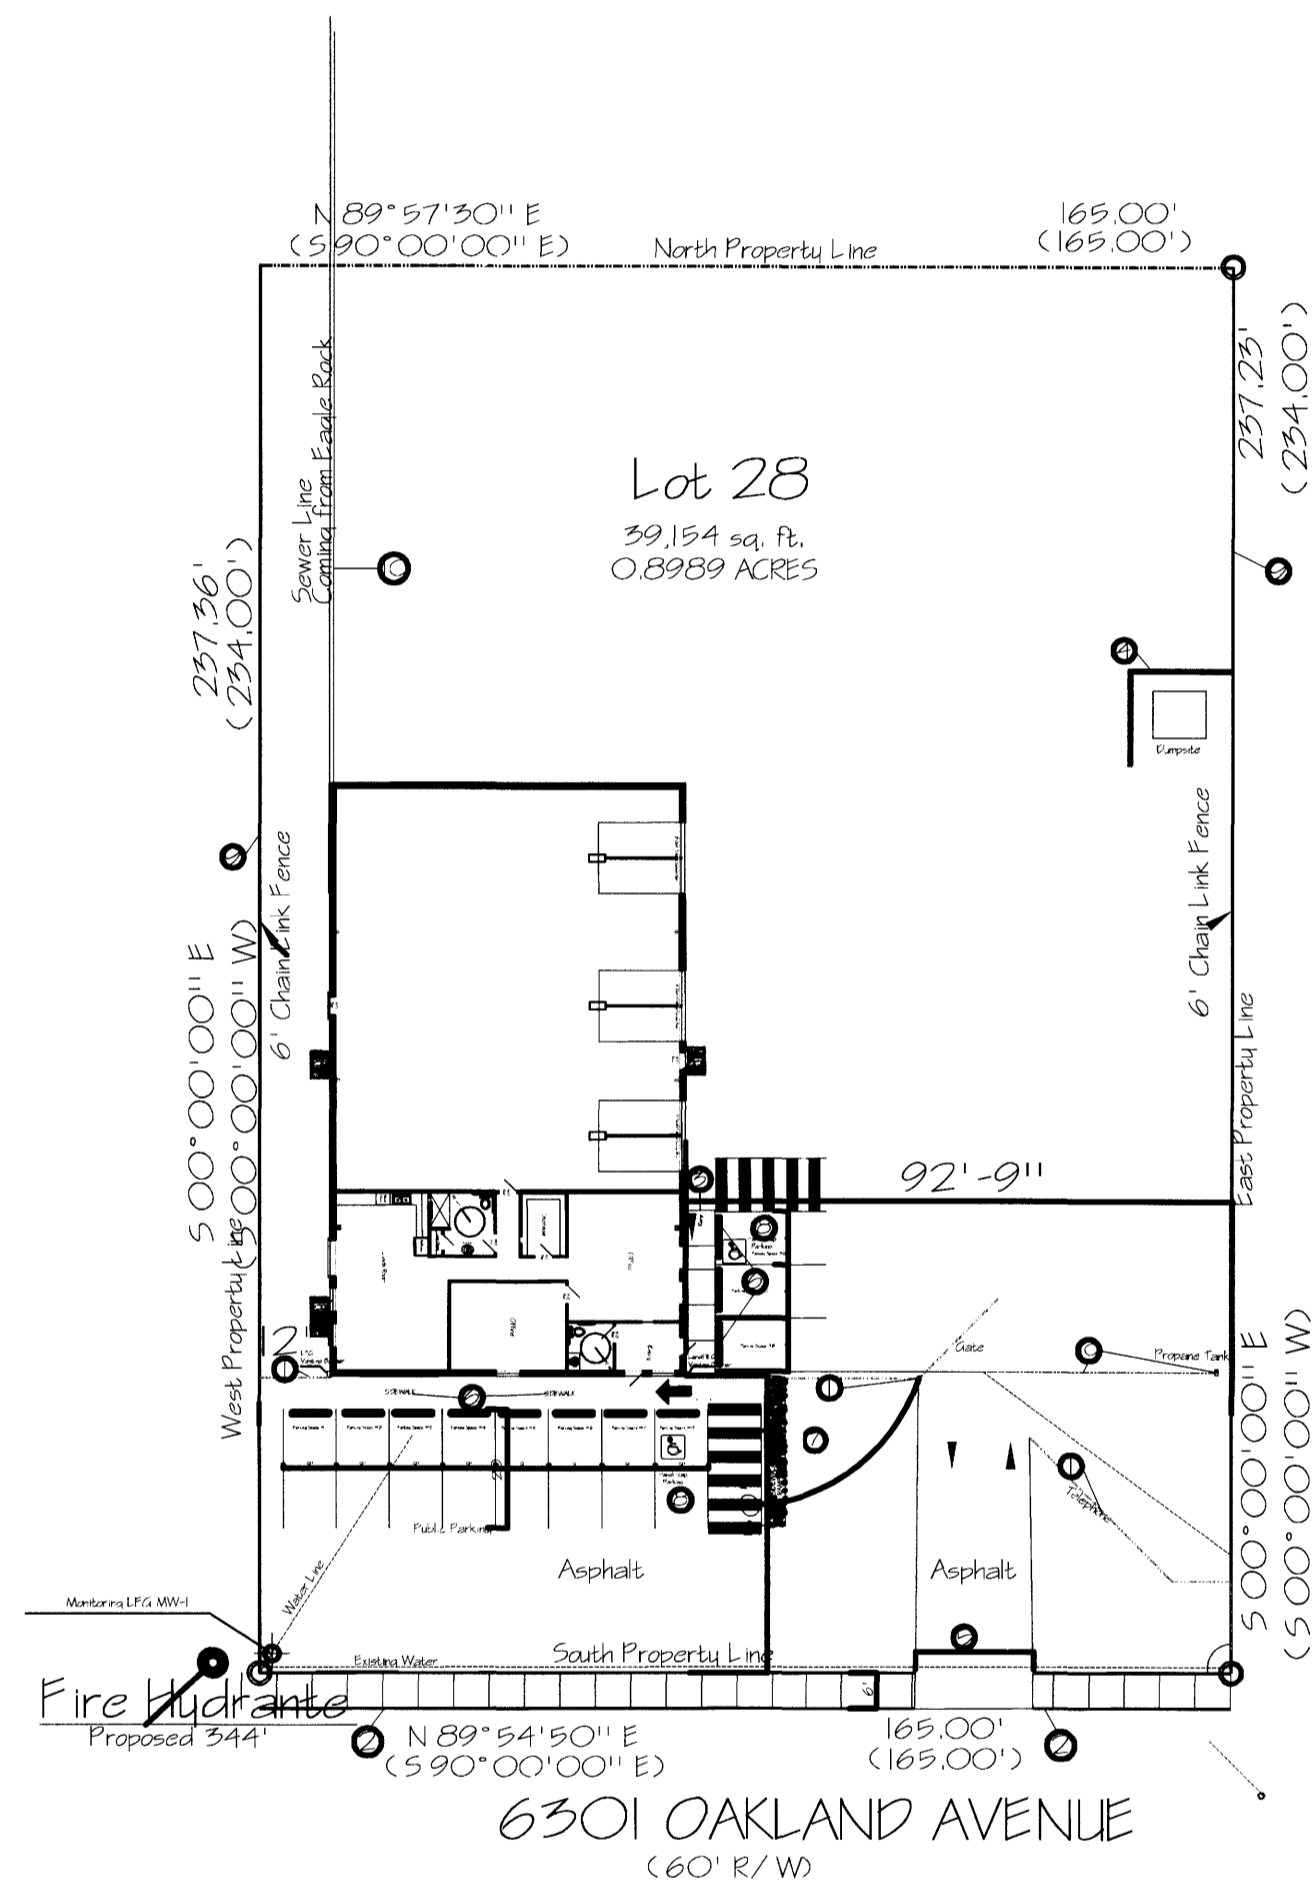 N 89°57'30" E
(S 90°00'00" E)
North Property Line
165.00'
(165.00')
237.23'
(234.00')
Sewer Line
Coming from Eagle Rock
Lot 28
39,154 sq. ft.
0.8989 ACRES
237.36'
(234.00')
4
Dumpsite
6' Chain Link Fence
6' Chain Link Fence
S 00°00'00" E
(S 00°00'00" W)
West Property Line
East Property Line
92'-9"
Office
12'
Gate
Propane Tank
SIDEWALK
SIDEWALK
Telephone
Public Parking
Asphalt
Asphalt
Water Line
S 00°00'00" E
(S 00°00'00" W)
Monitoring LFG MW-1
Existing Water
South Property Line
6'
Fire Hydrante
Proposed 344'
2
N 89°54'50" E
(S 90°00'00" E)
165.00'
(165.00')
2
6301 OAKLAND AVENUE
(60' R/W)